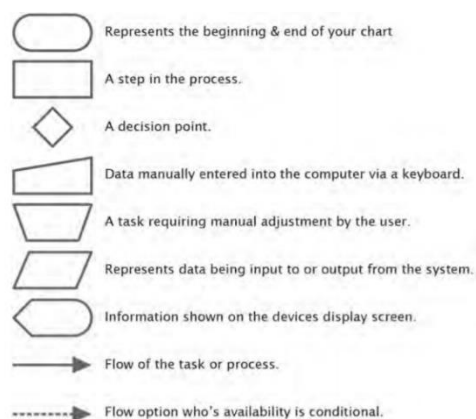 Represents the beginning & end of your chart
A step in the process.
A decision point.
Data manually entered into the computer via a keyboard.
A task requiring manual adjustment by the user.
Represents data being input to or output from the system.
Information shown on the devices display screen.
Flow of the task or process.
Flow option who's availability is conditional.